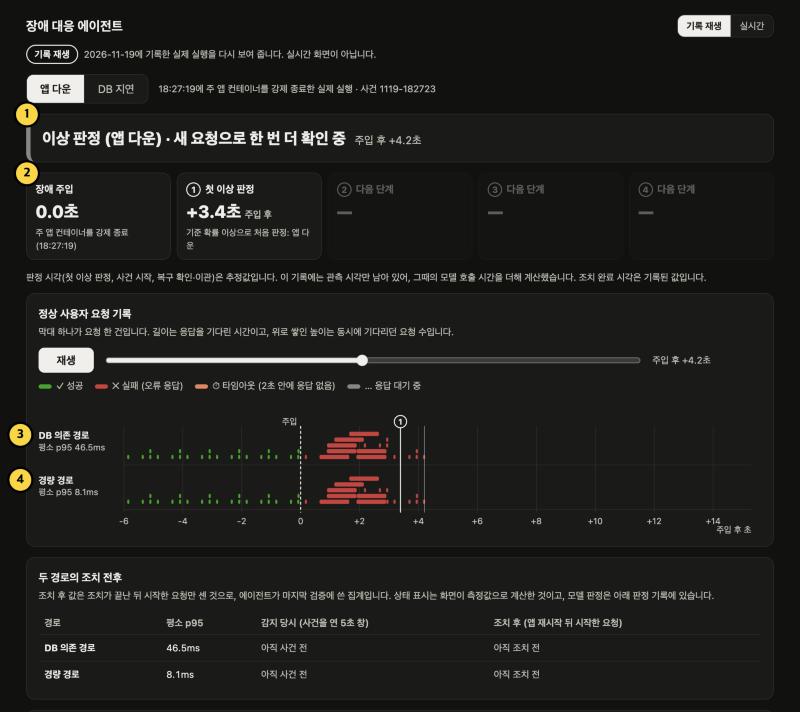 장애 대응 에이전트
기록 재생 실시간
기록 재생 2026-11-19에 기록한 실제 실행을 다시 보여 줍니다. 실시간 화면이 아닙니다.
앱 다운 DB 지연 18:27:19에 주 앱 컨테이너를 강제 종료한 실제 실행 · 사건 1119-182723
1
이상 판정 (앱 다운) · 새 요청으로 한 번 더 확인 중 주입 후 +4.2초
2
장애 주입
0.0초
주 앱 컨테이너를 강제 종료
(18:27:19)
1 첫 이상 판정
+3.4초 주입 후
기준 확률 이상으로 처음 판정: 앱 다
운
2 다음 단계
—
3 다음 단계
—
4 다음 단계
—
판정 시각(첫 이상 판정, 사건 시작, 복구 확인·이관)은 추정값입니다. 이 기록에는 관측 시각만 남아 있어, 그때의 모델 호출 시간을 더해 계산했습니다. 조치 완료 시각은 기록된 값입니다.
정상 사용자 요청 기록
막대 하나가 요청 한 건입니다. 길이는 응답을 기다린 시간이고, 위로 쌓인 높이는 동시에 기다리던 요청 수입니다.
재생 주입 후 +4.2초
✓ 성공 ✕ 실패 (오류 응답) ⏱ 타임아웃 (2초 안에 응답 없음) … 응답 대기 중
주입 1
3 DB 의존 경로
평소 p95 46.5ms
4 경량 경로
평소 p95 8.1ms
-6 -4 -2 0 +2 +4 +6 +8 +10 +12 +14
주입 후 초
두 경로의 조치 전후
조치 후 값은 조치가 끝난 뒤 시작한 요청만 센 것으로, 에이전트가 마지막 검증에 쓴 집계입니다. 상태 표시는 화면이 측정값으로 계산한 것이고, 모델 판정은 아래 판정 기록에 있습니다.
경로 평소 p95 감지 당시 (사건을 연 5초 창) 조치 후 (앱 재시작 뒤 시작한 요청)
DB 의존 경로 46.5ms 아직 사건 전 아직 조치 전
경량 경로 8.1ms 아직 사건 전 아직 조치 전